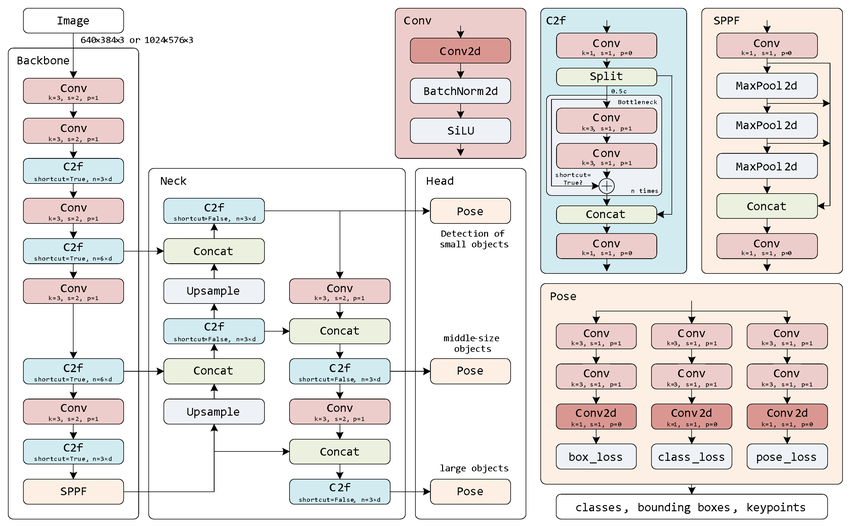 Image
640×384×3 or 1024×576×3
Backbone
Conv
k=3, s=2, p=1
Conv
k=3, s=2, p=1
C2f
shortcut=True, n=3×d
Conv
k=3, s=2, p=1
C2f
shortcut=True, n=6×d
Conv
k=3, s=2, p=1
C2f
shortcut=True, n=6×d
Conv
k=3, s=2, p=1
C2f
shortcut=True, n=3×d
SPPF
Neck
C2f
shortcut=False, n=3×d
Concat
Upsample
C2f
shortcut=False, n=3×d
Concat
Upsample
Conv
k=3, s=2, p=1
Concat
C2f
shortcut=False, n=3×d
Conv
k=3, s=2, p=1
Concat
C2f
shortcut=False, n=3×d
Head
Pose
Detection of
small objects
middle-size
objects
Pose
large objects
Pose
Conv
Conv2d
BatchNorm2d
SiLU
C2f
Conv
k=1, s=1, p=0
Split
0.5c
Bottleneck
Conv
k=3, s=1, p=1
Conv
k=3, s=1, p=1
shortcut=
True?
n times
Concat
Conv
k=1, s=1, p=0
SPPF
Conv
k=1, s=1, p=0
MaxPool2d
MaxPool2d
MaxPool2d
Concat
Conv
k=1, s=1, p=0
Pose
Conv
k=3, s=1, p=1
Conv
k=3, s=1, p=1
Conv
k=3, s=1, p=1
Conv
k=3, s=1, p=1
Conv
k=3, s=1, p=1
Conv
k=3, s=1, p=1
Conv2d
k=1, s=1, p=0
Conv2d
k=1, s=1, p=0
Conv2d
k=1, s=1, p=0
box_loss
class_loss
pose_loss
classes, bounding boxes, keypoints